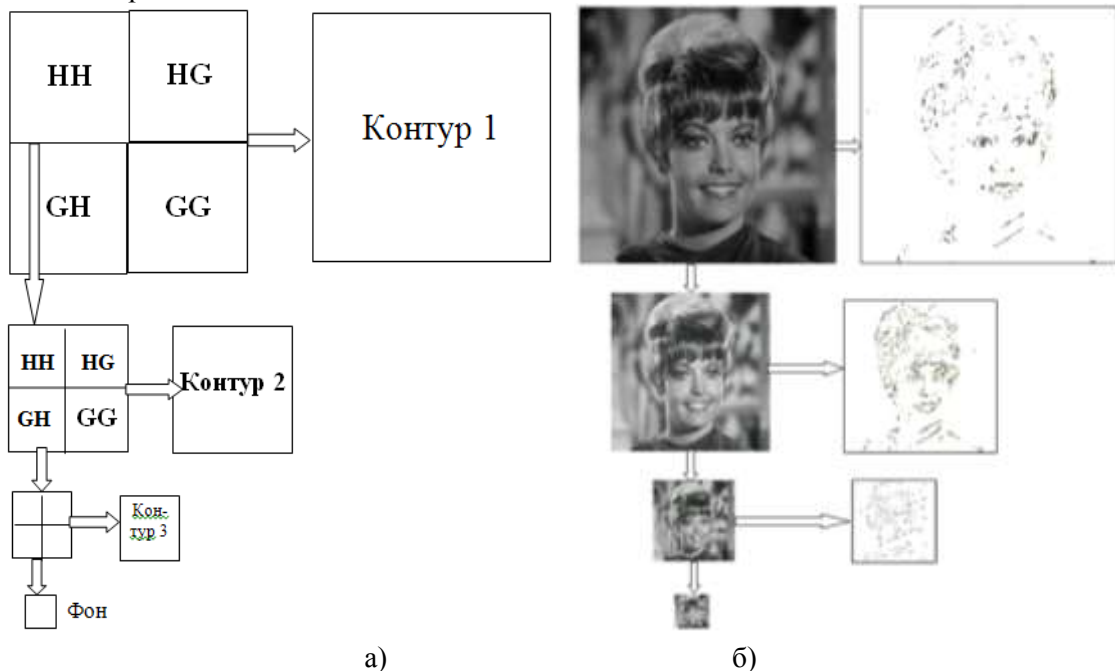 HH HG
Контур 1
GH GG
HH HG
Контур 2
GH GG
Кон-
тур 3
Фон
а) б)